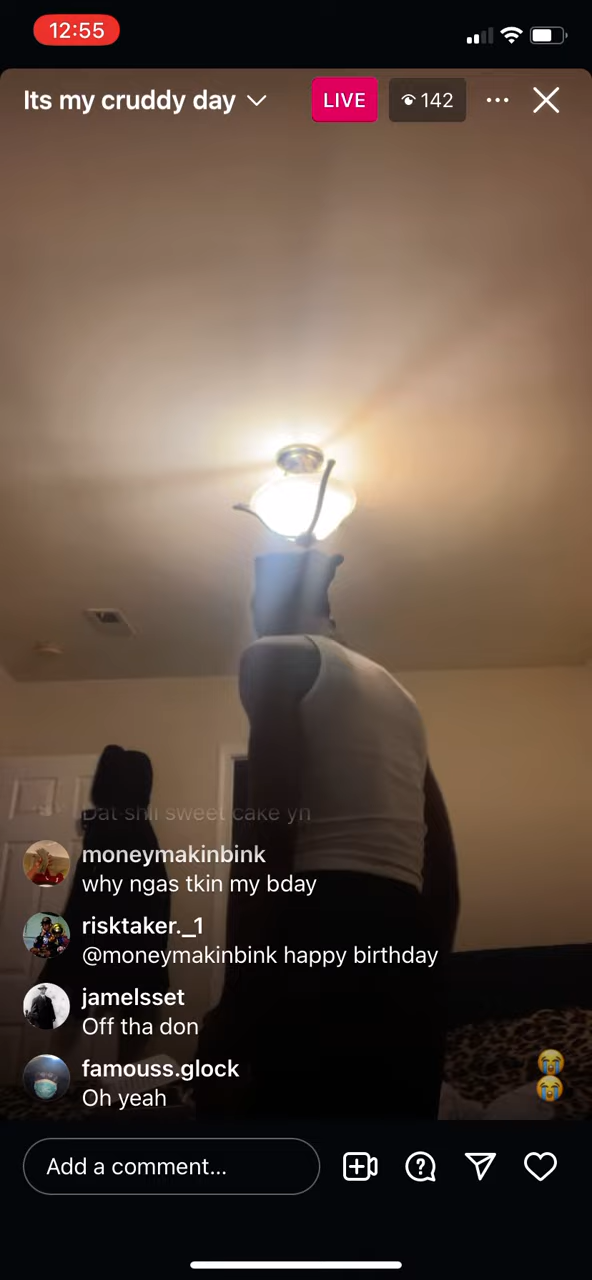 12:55
Its my cruddy day
LIVE
142
Dat shii sweet cake yn
moneymakinbink
why ngas tkin my bday
risktaker._1
@moneymakinbink happy birthday
jamelsset
Off tha don
famouss.glock
Oh yeah
Add a comment...